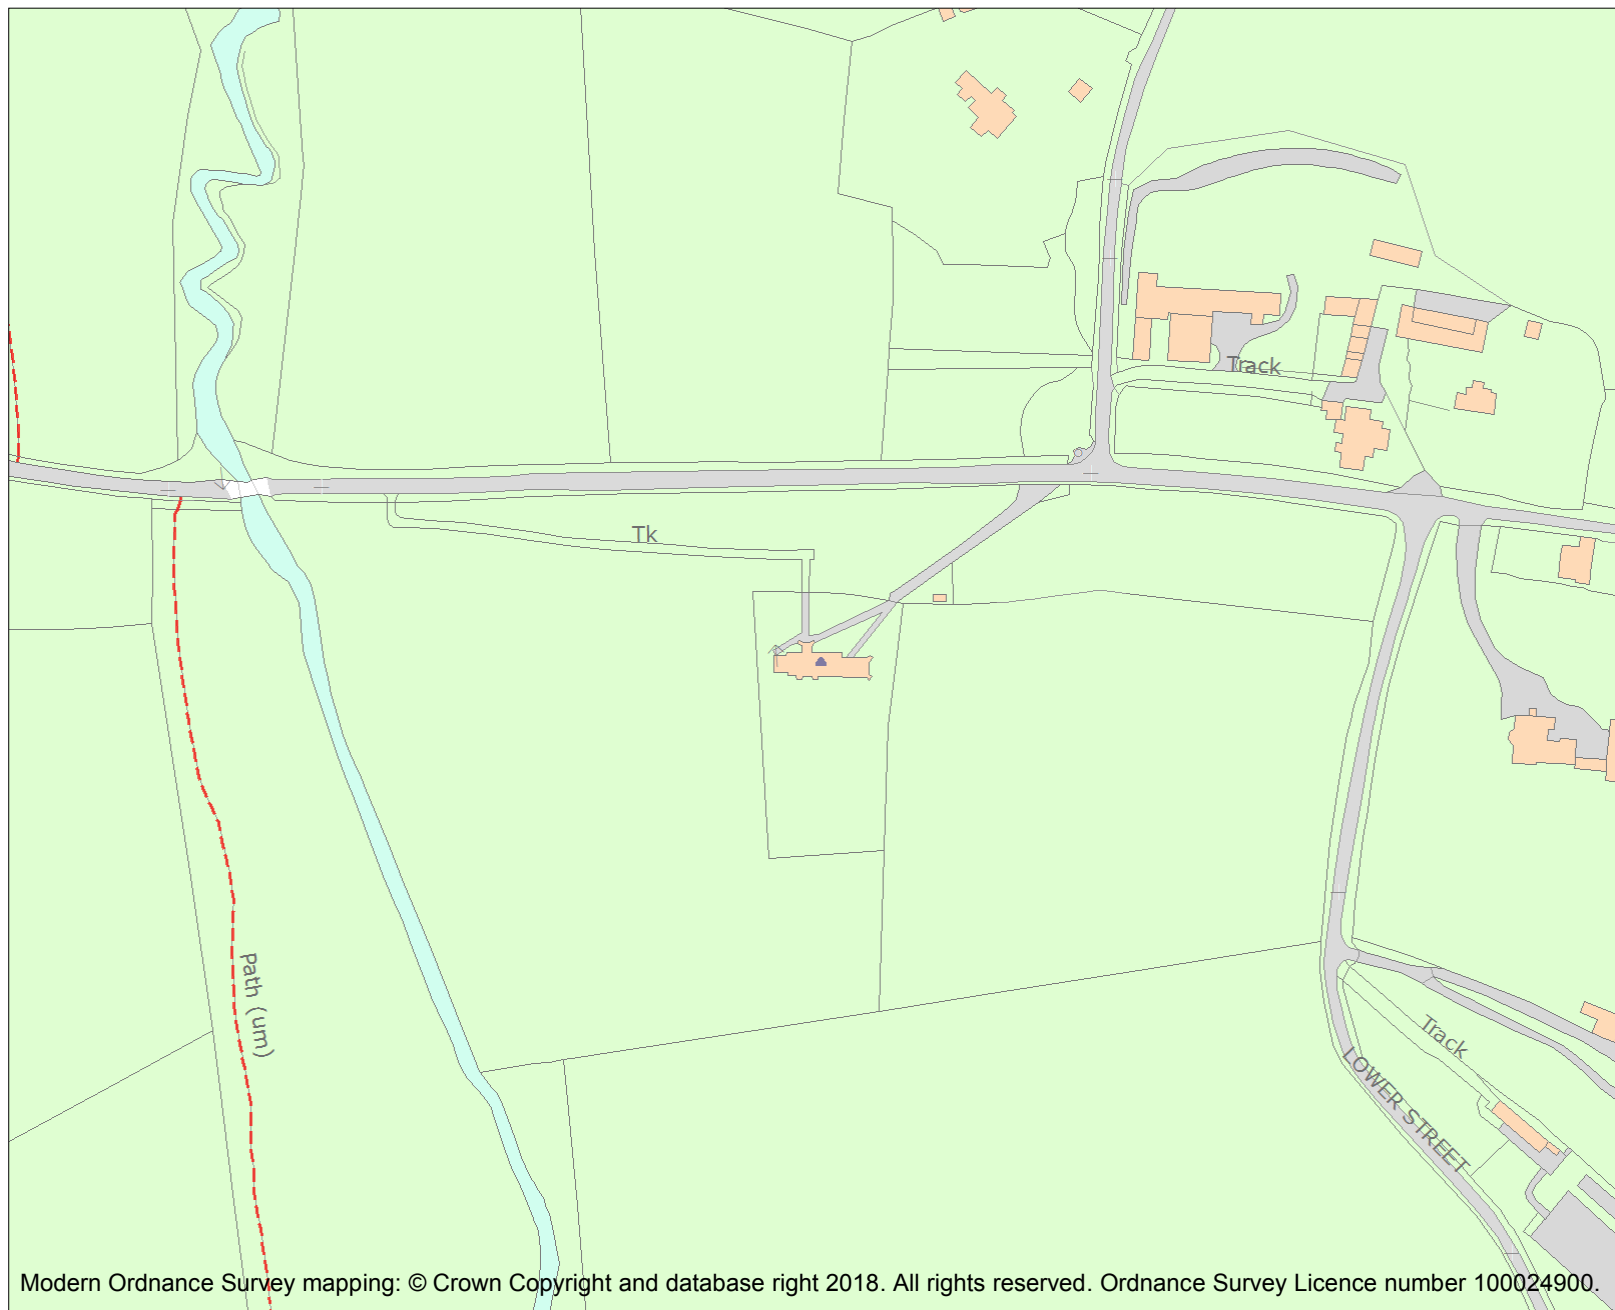 Track
Tk
Path (um)
Track
LOWER STREET
Modern Ordnance Survey mapping: © Crown Copyright and database right 2018. All rights reserved. Ordnance Survey Licence number 100024900.